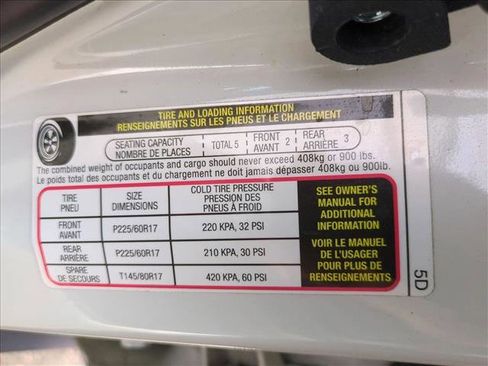 TIRE AND LOADING INFORMATION
RENSEIGNEMENTS SUR LES PNEUS ET LE CHARGEMENT
SEATING CAPACITY
NOMBRE DE PLACES
TOTAL 5
FRONT
AVANT 2
REAR
ARRIÈRE 3
The combined weight of occupants and cargo should never exceed 408kg or 900 lbs.
Le poids total des occupants et du chargement ne doit jamais dépasser 408kg ou 900lb.
TIRE
PNEU
SIZE
DIMENSIONS
COLD TIRE PRESSURE
PRESSION DES
PNEUS À FROID
FRONT
AVANT
P225/60R17
220 KPA, 32 PSI
REAR
ARRIÈRE
P225/60R17
210 KPA, 30 PSI
SPARE
DE SECOURS
T145/80R17
420 KPA, 60 PSI
SEE OWNER'S
MANUAL FOR
ADDITIONAL
INFORMATION
VOIR LE MANUEL
DE L'USAGER
POUR PLUS DE
RENSEIGNEMENTS
5D